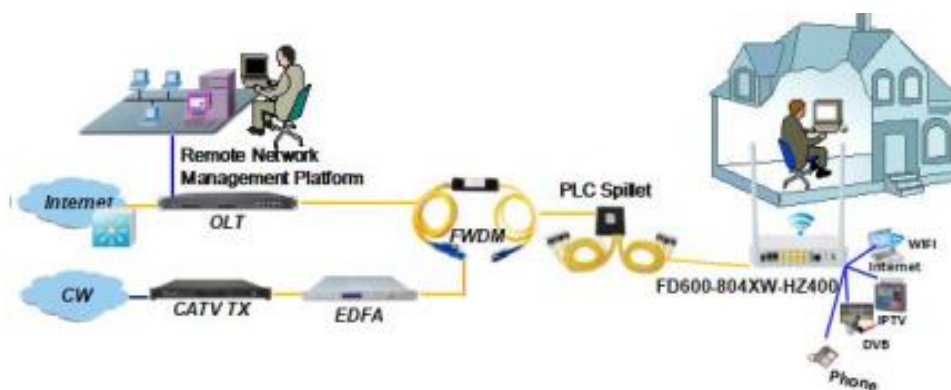 Remote Network
Management Platform
Internet
OLT
FWDM
PLC Spillet
CW
CATV TX
EDFA
FD600-804XW-HZ400
WIFI
Internet
IPTV
DVB
Phone